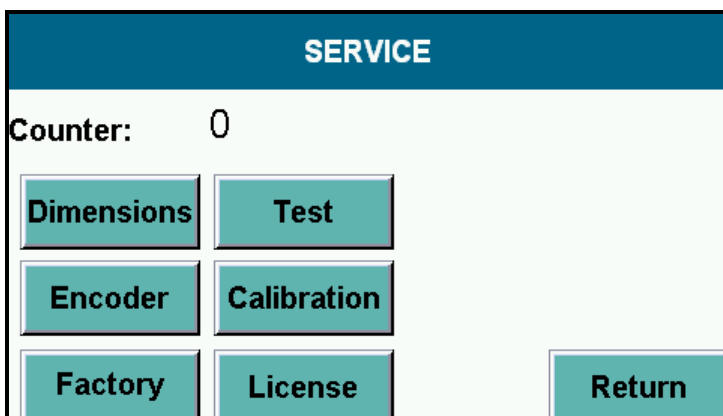 SERVICE
Counter: 0
Dimensions Test
Encoder Calibration
Factory License Return